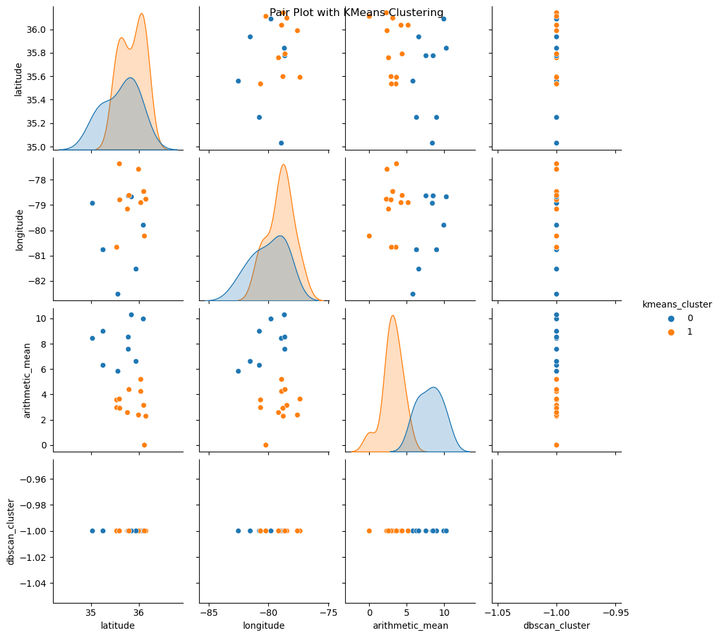 Pair Plot with KMeans Clustering
36.0
35.8
35.6
35.4
35.2
35.0
latitude
−78
−79
−80
−81
−82
longitude
kmeans_cluster
0
1
10
8
6
4
2
0
arithmetic_mean
−0.96
−0.98
−1.00
−1.02
−1.04
dbscan_cluster
35 36
−85 −80 −75
0 5 10
−1.05 −1.00 −0.95
latitude longitude arithmetic_mean dbscan_cluster